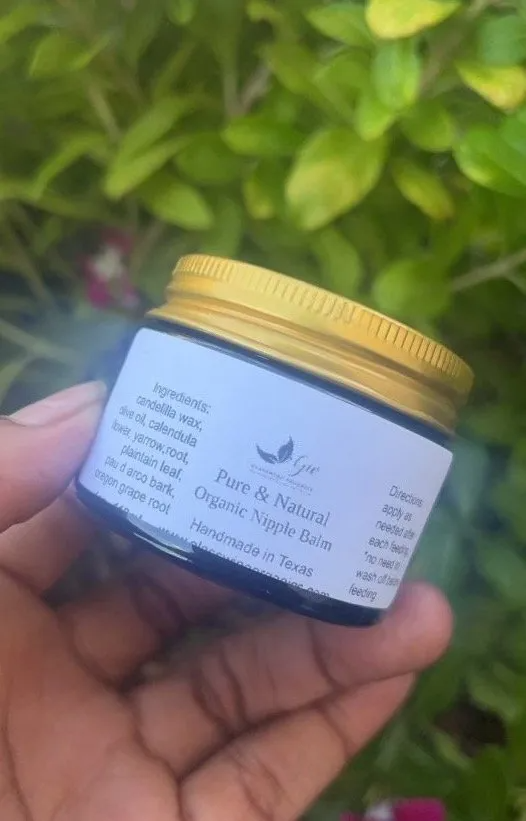 Ingredients:
candelilla wax,
olive oil, calendula
flower, yarrow, root,
plaintain leaf,
pau d arco bark,
oregon grape root
Pure & Natural
Organic Nipple Balm
Handmade in Texas
Directions
apply as
needed after
each feeding,
"no need to
wash off before
feeding